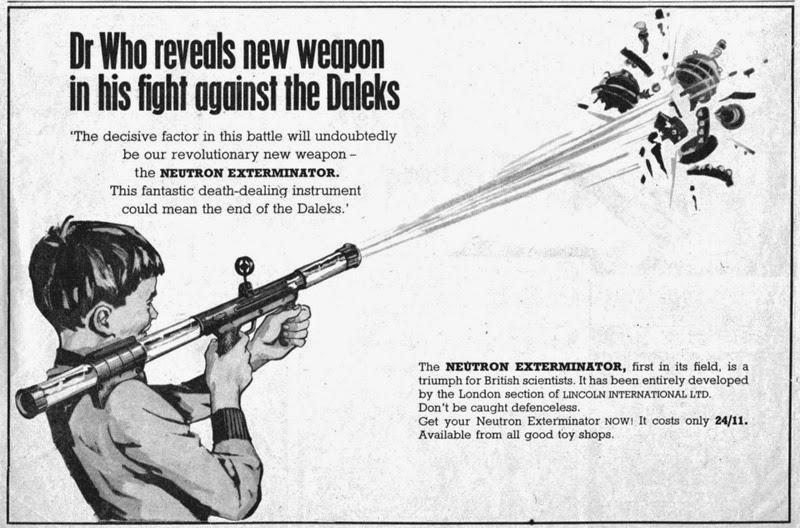 Dr Who reveals new weapon
in his fight against the Daleks
'The decisive factor in this battle will undoubtedly
be our revolutionary new weapon –
the NEUTRON EXTERMINATOR.
This fantastic death-dealing instrument
could mean the end of the Daleks.'
The NEUTRON EXTERMINATOR, first in its field, is a
triumph for British scientists. It has been entirely developed
by the London section of LINCOLN INTERNATIONAL LTD.
Don't be caught defenceless.
Get your Neutron Exterminator NOW! It costs only 24/11.
Available from all good toy shops.